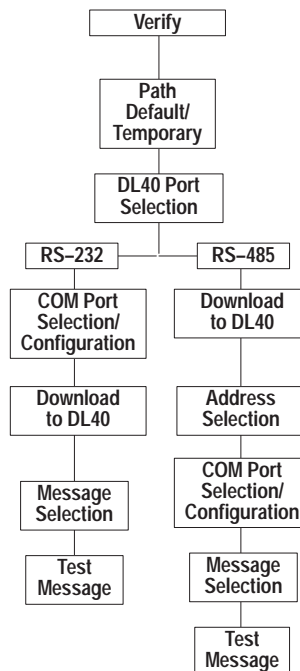 Verify
Path
Default/
Temporary
DL40 Port
Selection
RS–232
COM Port
Selection/
Configuration
Download
to DL40
Message
Selection
Test
Message
RS–485
Download
to DL40
Address
Selection
COM Port
Selection/
Configuration
Message
Selection
Test
Message